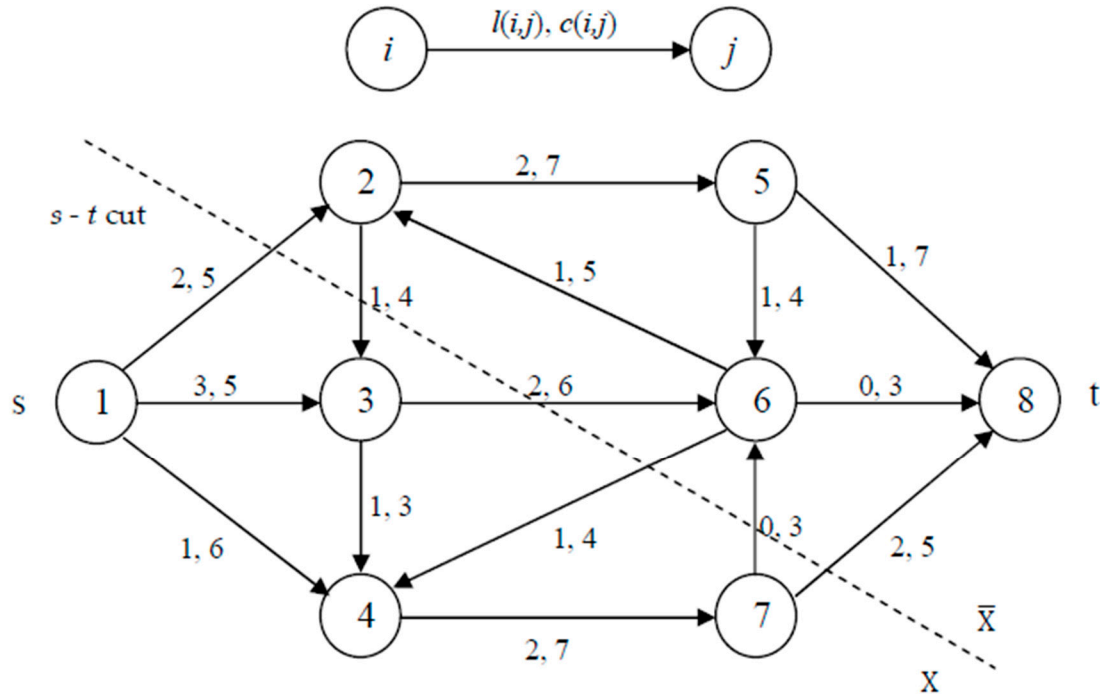 l(i,j), c(i,j)
i
j
2
2, 7
5
s - t cut
2, 5
1, 4
1, 5
1, 4
1, 7
s
1
3, 5
3
2, 6
6
0, 3
8
t
1, 6
1, 3
1, 4
0, 3
2, 5
4
2, 7
7
X̅
X